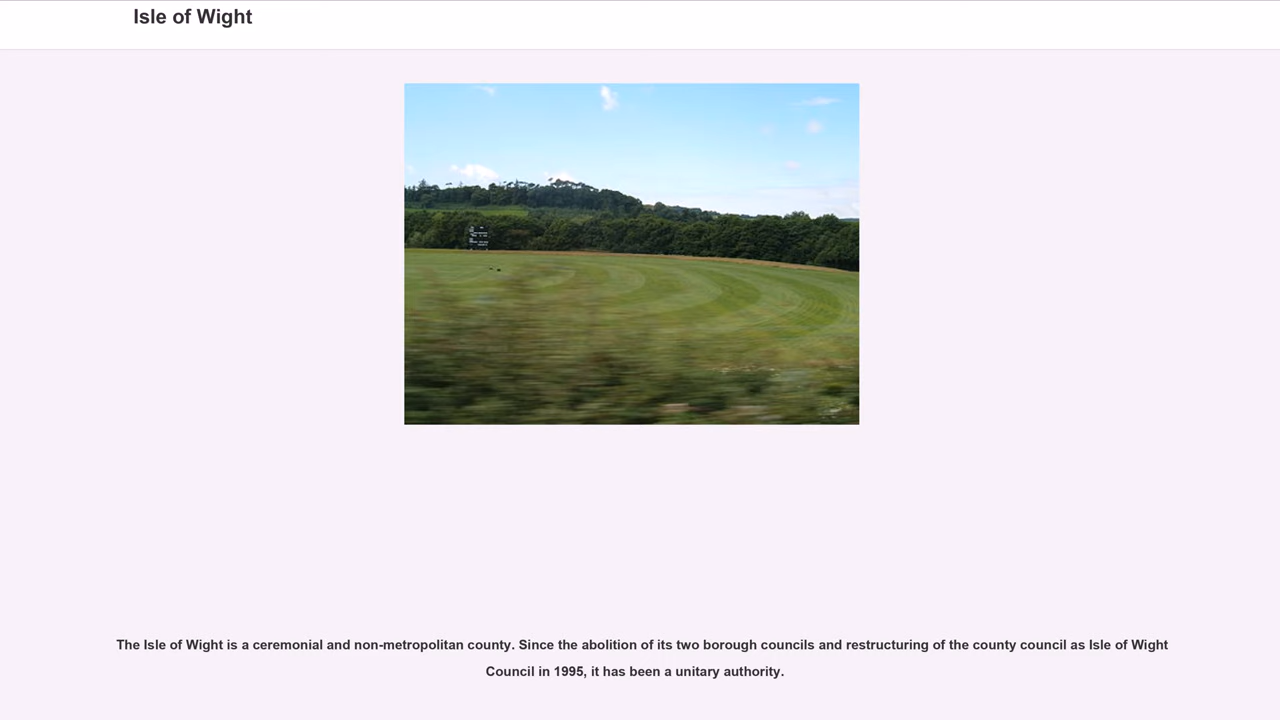 Isle of Wight
The Isle of Wight is a ceremonial and non-metropolitan county. Since the abolition of its two borough councils and restructuring of the county council as Isle of Wight
Council in 1995, it has been a unitary authority.